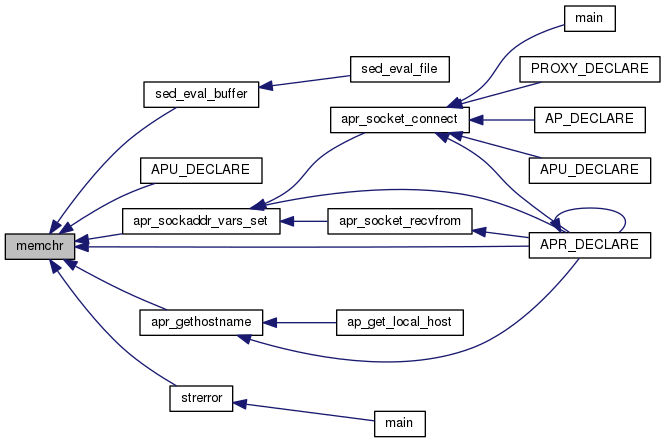 main
sed_eval_file
PROXY_DECLARE
sed_eval_buffer
apr_socket_connect
AP_DECLARE
APU_DECLARE
APU_DECLARE
apr_sockaddr_vars_set
apr_socket_recvfrom
memchr
APR_DECLARE
apr_gethostname
ap_get_local_host
strerror
main